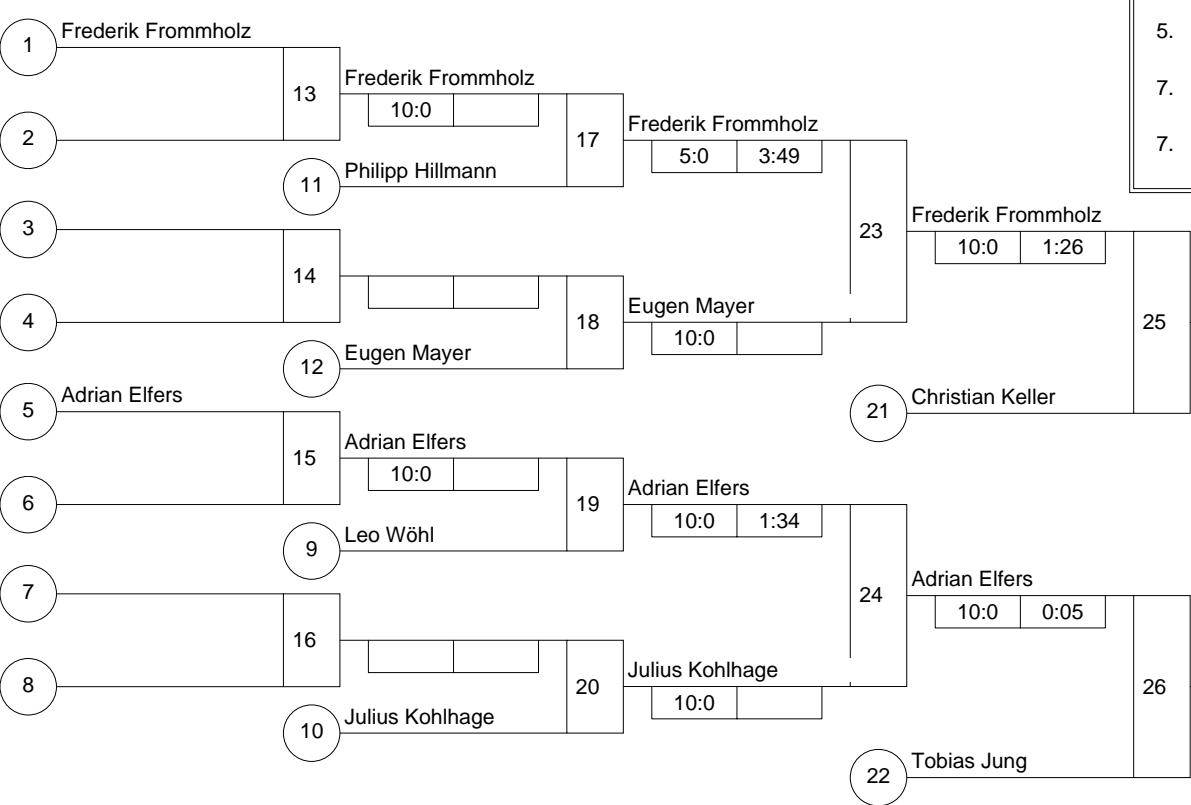 5.
1 Frederik Frommholz
13
Frederik Frommholz
10:0
7.
2
17
Frederik Frommholz
5:0 3:49
7.
11 Philipp Hillmann
3
23
Frederik Frommholz
10:0 1:26
14
4
18
Eugen Mayer
10:0
25
12 Eugen Mayer
5 Adrian Elfers
21 Christian Keller
15
Adrian Elfers
10:0
6
19
Adrian Elfers
10:0 1:34
9 Leo Wöhl
7
24
Adrian Elfers
10:0 0:05
16
8
20
Julius Kohlhage
10:0
26
10 Julius Kohlhage
22 Tobias Jung